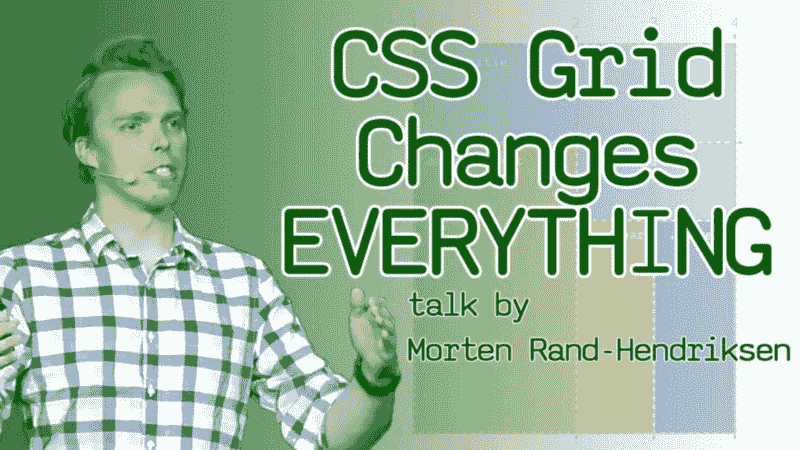 CSS Grid
Changes
EVERYTHING
talk by
Morten Rand-Hendriksen